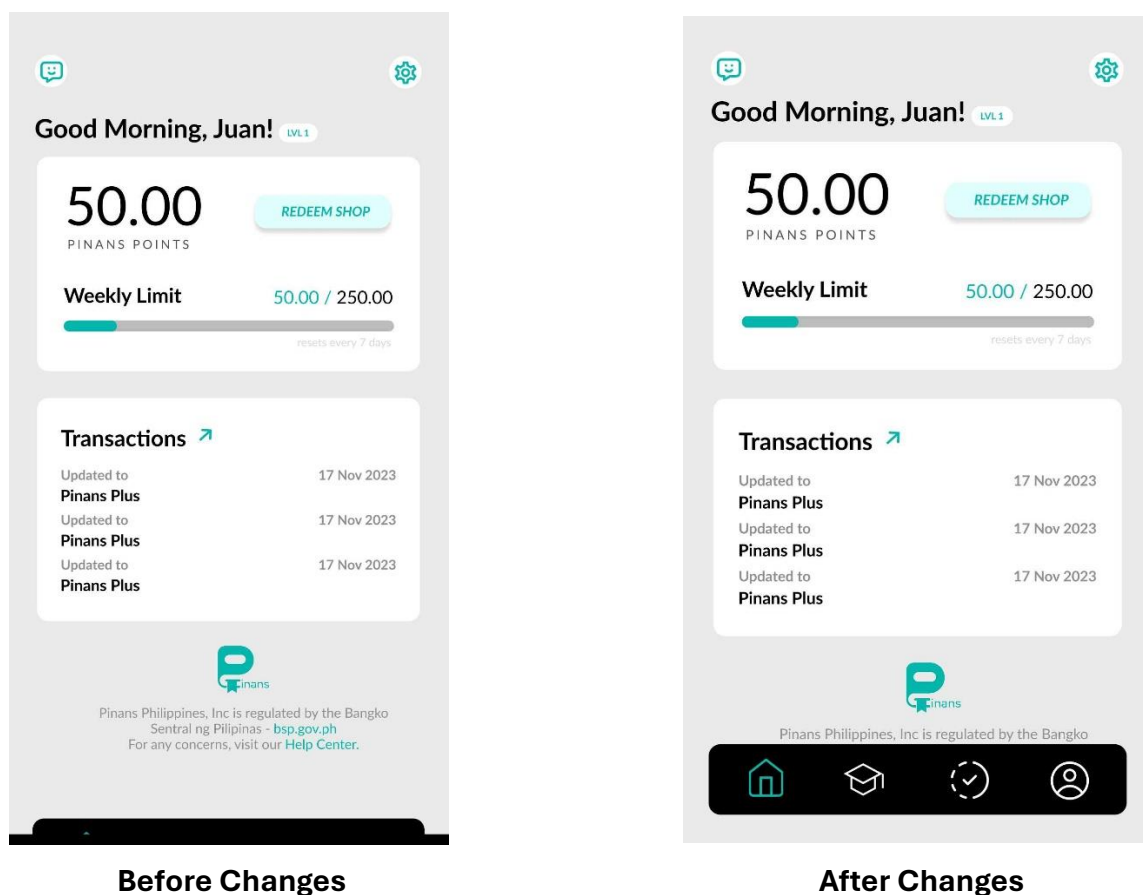 Good Morning, Juan! LVL 1
50.00
REDEEM SHOP
PINANS POINTS
Weekly Limit 50.00 / 250.00
resets every 7 days
Transactions
Updated to 17 Nov 2023
Pinans Plus
Updated to 17 Nov 2023
Pinans Plus
Updated to 17 Nov 2023
Pinans Plus
Pinans
Pinans Philippines, Inc is regulated by the Bangko
Sentral ng Pilipinas - bsp.gov.ph
For any concerns, visit our Help Center.
Before Changes
Good Morning, Juan! LVL 1
50.00
REDEEM SHOP
PINANS POINTS
Weekly Limit 50.00 / 250.00
resets every 7 days
Transactions
Updated to 17 Nov 2023
Pinans Plus
Updated to 17 Nov 2023
Pinans Plus
Updated to 17 Nov 2023
Pinans Plus
Pinans
Pinans Philippines, Inc is regulated by the Bangko
After Changes